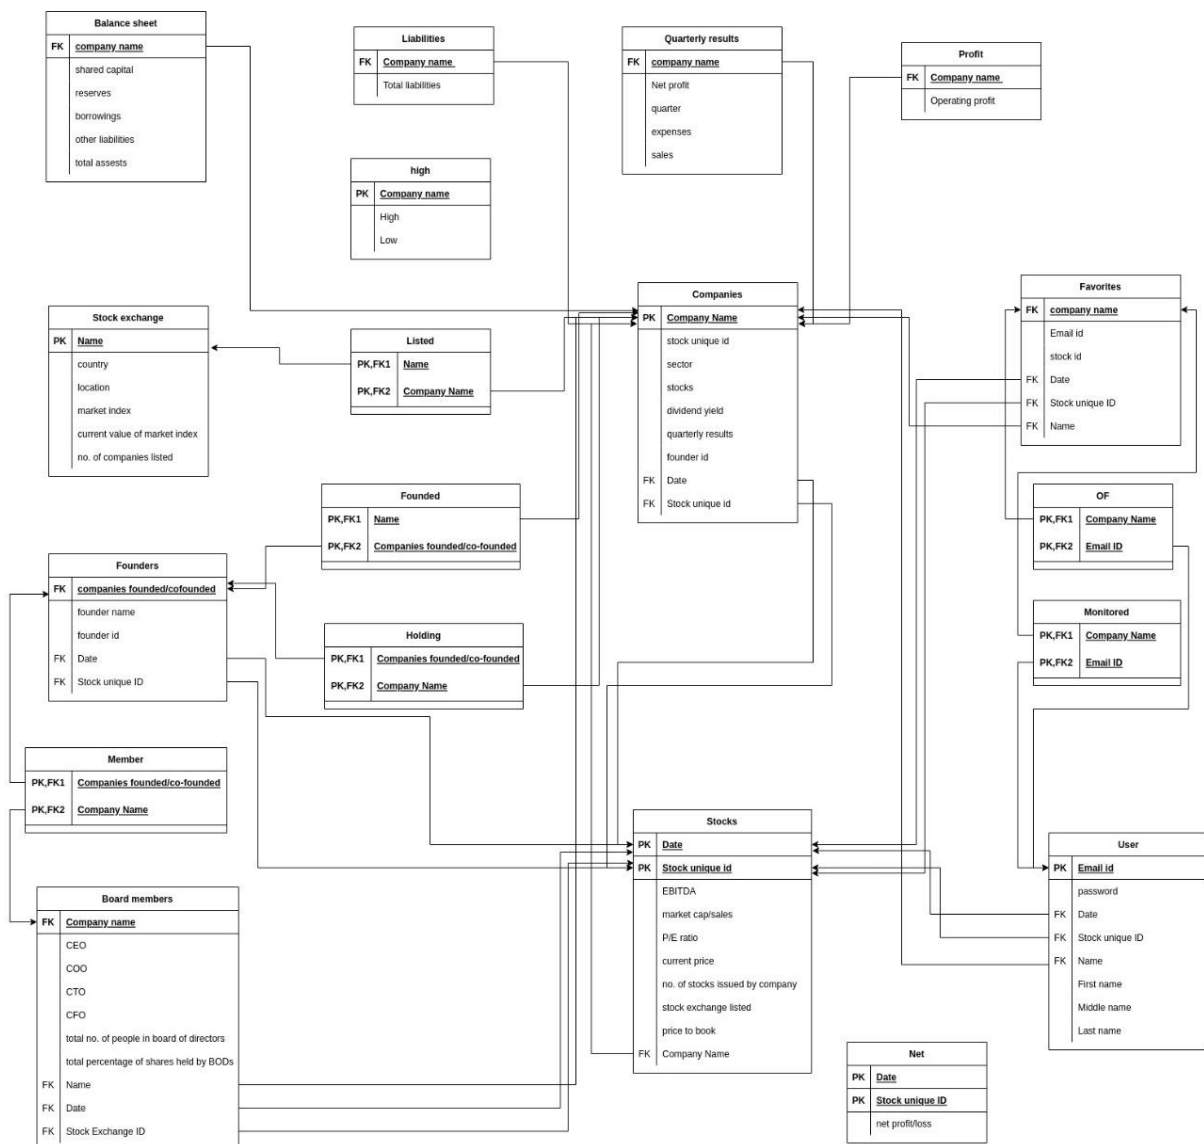 Balance sheet
FK company name
shared capital
reserves
borrowings
other liabilities
total assests
Liabilities
FK Company name
Total liabilities
Quarterly results
FK company name
Net profit
quarter
expenses
sales
Profit
FK Company name
Operating profit
high
PK Company name
High
Low
Stock exchange
PK Name
country
location
market index
current value of market index
no. of companies listed
Listed
PK,FK1 Name
PK,FK2 Company Name
Companies
PK Company Name
stock unique id
sector
stocks
dividend yield
quarterly results
founder id
FK Date
FK Stock unique id
Favorites
FK company name
Email id
stock id
FK Date
FK Stock unique ID
FK Name
Founded
PK,FK1 Name
PK,FK2 Companies founded/co-founded
OF
PK,FK1 Company Name
PK,FK2 Email ID
Founders
FK companies founded/cofounded
founder name
founder id
FK Date
FK Stock unique ID
Holding
PK,FK1 Companies founded/co-founded
PK,FK2 Company Name
Monitored
PK,FK1 Company Name
PK,FK2 Email ID
Member
PK,FK1 Companies founded/co-founded
PK,FK2 Company Name
Stocks
PK Date
PK Stock unique id
EBITDA
market cap/sales
P/E ratio
current price
no. of stocks issued by company
stock exchange listed
price to book
FK Company Name
User
PK Email id
password
FK Date
FK Stock unique ID
FK Name
First name
Middle name
Last name
Board members
FK Company name
CEO
COO
CTO
CFO
total no. of people in board of directors
total percentage of shares held by BODs
FK Name
FK Date
FK Stock Exchange ID
Net
PK Date
PK Stock unique ID
net profit/loss